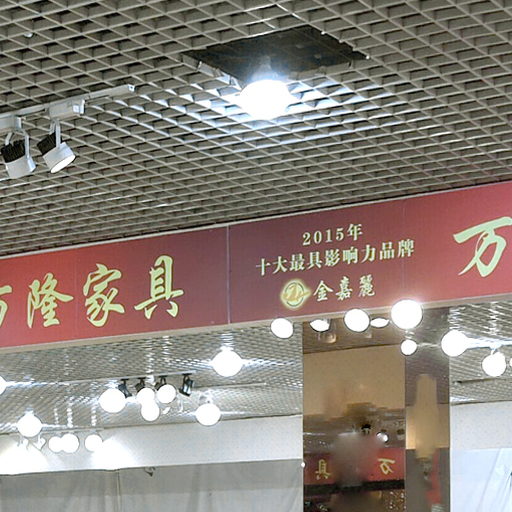 万隆家具
2015年
十大最具影响力品牌
金嘉麗
万